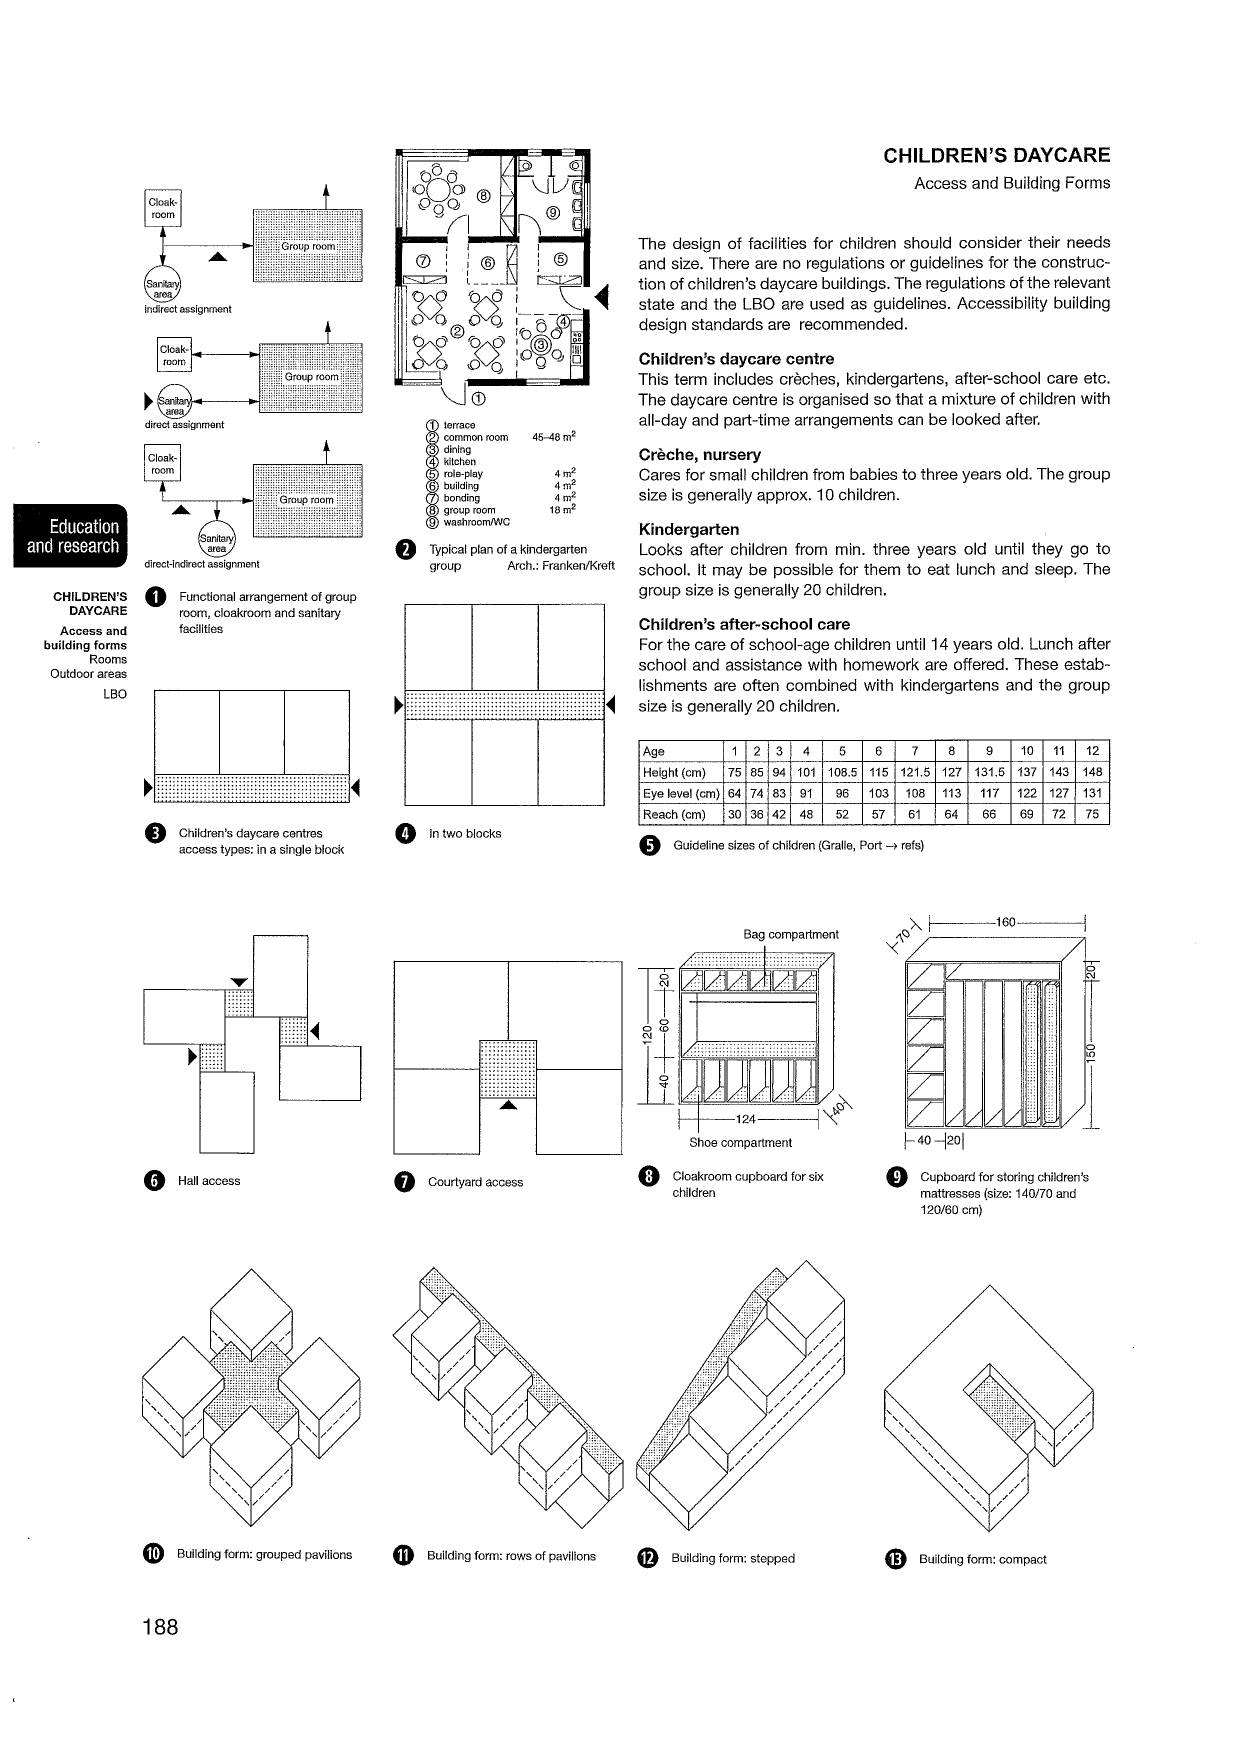 CHILDREN'S DAYCARE
Access and Building Forms
Cloak-
room
Group room
Sanitary
area
indirect assignment
Cloak-
room
Group room
Sanitary
area
direct assignment
Cloak-
room
Group room
Sanitary
area
direct-indirect assignment
1 Functional arrangement of group
room, cloakroom and sanitary
facilities
8
9
7
6
5
2
4
3
1
1 terrace
2 common room 45–48 m²
3 dining
4 kitchen
5 role-play 4 m²
6 building 4 m²
7 bonding 4 m²
8 group room 18 m²
9 washroom/WC
2 Typical plan of a kindergarten
group Arch.: Franken/Kreft
Education
and research
CHILDREN'S
DAYCARE
Access and
building forms
Rooms
Outdoor areas
LBO
The design of facilities for children should consider their needs
and size. There are no regulations or guidelines for the construc-
tion of children's daycare buildings. The regulations of the relevant
state and the LBO are used as guidelines. Accessibility building
design standards are recommended.
Children's daycare centre
This term includes crèches, kindergartens, after-school care etc.
The daycare centre is organised so that a mixture of children with
all-day and part-time arrangements can be looked after.
Crèche, nursery
Cares for small children from babies to three years old. The group
size is generally approx. 10 children.
Kindergarten
Looks after children from min. three years old until they go to
school. It may be possible for them to eat lunch and sleep. The
group size is generally 20 children.
Children's after-school care
For the care of school-age children until 14 years old. Lunch after
school and assistance with homework are offered. These estab-
lishments are often combined with kindergartens and the group
size is generally 20 children.
Age 1 2 3 4 5 6 7 8 9 10 11 12
Height (cm) 75 85 94 101 108.5 115 121.5 127 131.5 137 143 148
Eye level (cm) 64 74 83 91 96 103 108 113 117 122 127 131
Reach (cm) 30 36 42 48 52 57 61 64 66 69 72 75
5 Guideline sizes of children (Gralle, Port → refs)
3 Children's daycare centres
access types: in a single block
4 In two blocks
6 Hall access
7 Courtyard access
Bag compartment
20
60
120
40
124
40
Shoe compartment
8 Cloakroom cupboard for six
children
70
160
20
150
40 20
9 Cupboard for storing children's
mattresses (size: 140/70 and
120/60 cm)
10 Building form: grouped pavilions
11 Building form: rows of pavilions
12 Building form: stepped
13 Building form: compact
188